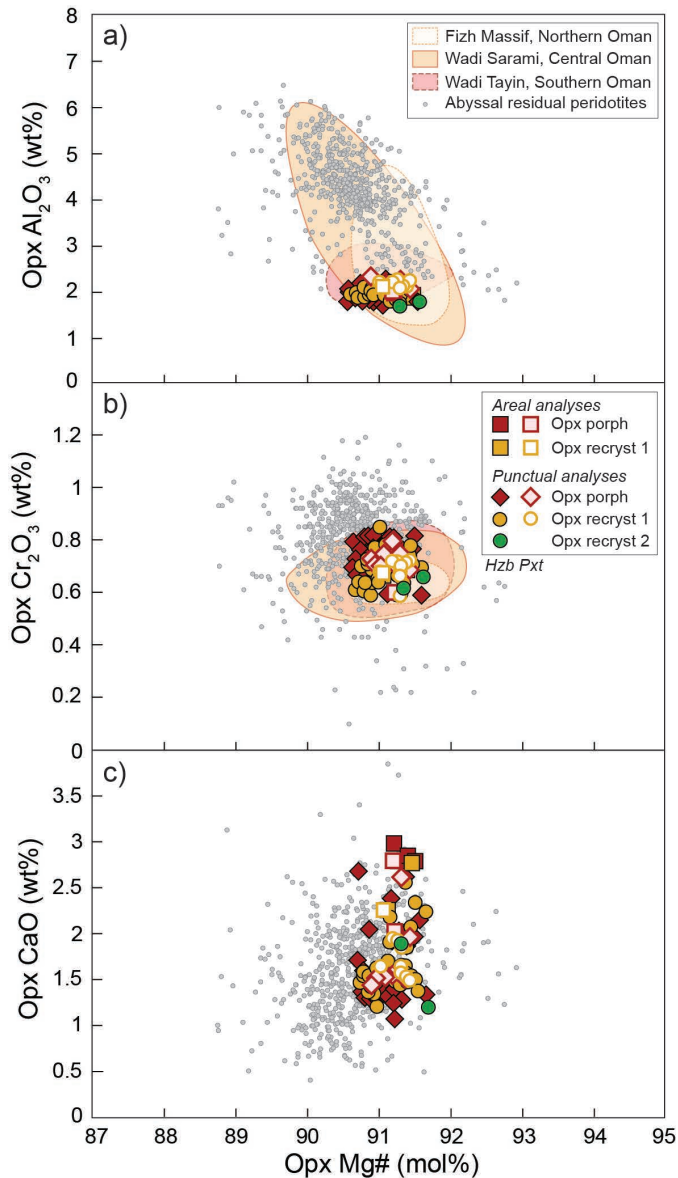 a)
Fizh Massif, Northern Oman
Wadi Sarami, Central Oman
Wadi Tayin, Southern Oman
Abyssal residual peridotites
8
7
6
5
4
3
2
1
0
Opx Al₂O₃ (wt%)
b)
Areal analyses
Opx porph
Opx recryst 1
Punctual analyses
Opx porph
Opx recryst 1
Opx recryst 2
Hzb Pxt
1.2
1
0.8
0.6
0.4
0.2
0
Opx Cr₂O₃ (wt%)
c)
3.5
3
2.5
2
1.5
1
0.5
0
Opx CaO (wt%)
87 88 89 90 91 92 93 94 95
Opx Mg# (mol%)